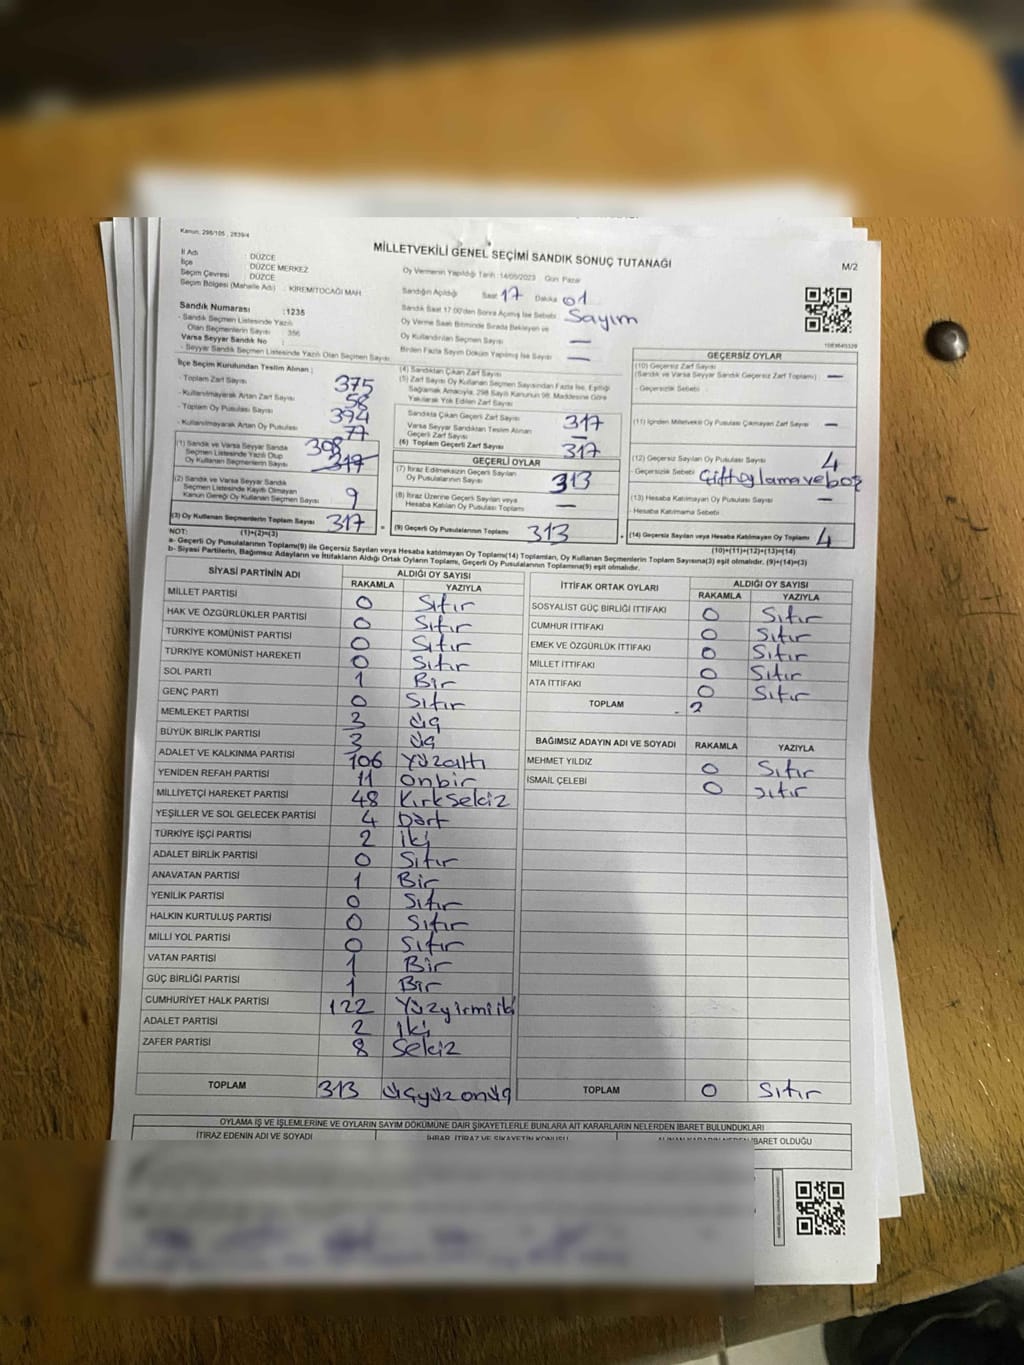 Kanun, 298/105 , 2839/4
MİLLETVEKİLİ GENEL SEÇİMİ SANDIK SONUÇ TUTANAĞI
M/2
İl Adı : DÜZCE
İlçe : DÜZCE MERKEZ
Seçim Çevresi : DÜZCE
Seçim Bölgesi (Mahalle Adı) : KİREMİTOCAĞI MAH.
Oy Vermenin Yapıldığı Tarih :14/05/2023 Gün: Pazar
Sandığın Açıldığı Saat 17 Dakika 01
Sandık Saat 17:00'den Sonra Açılmış İse Sebebi Sayım
Oy Verme Saati Bitiminde Sırada Bekleyen ve
Oy Kullandırılan Seçmen Sayısı —
Birden Fazla Sayım Döküm Yapılmış İse Sayısı —
Sandık Numarası :1235
- Sandık Seçmen Listesinde Yazılı
Olan Seçmenlerin Sayısı : 356
Varsa Seyyar Sandık No :
- Seyyar Sandık Seçmen Listesinde Yazılı Olan Seçmen Sayısı:
İlçe Seçim Kurulundan Teslim Alınan ;
- Toplam Zarf Sayısı 375
- Kullanılmayarak Artan Zarf Sayısı 58
- Toplam Oy Pusulası Sayısı 394
- Kullanılmayarak Artan Oy Pusulası 77
(1) Sandık ve Varsa Seyyar Sandık
Seçmen Listesinde Yazılı Olup
Oy Kullanan Seçmenlerin Sayısı 308 317
(2) Sandık ve Varsa Seyyar Sandık
Seçmen Listesinde Kayıtlı Olmayan
Kanun Gereği Oy Kullanan Seçmen Sayısı 9
(3) Oy Kullanan Seçmenlerin Toplam Sayısı 317
(4) Sandıktan Çıkan Zarf Sayısı
(5) Zarf Sayısı Oy Kullanan Seçmen Sayısından Fazla İse, Eşitliği
Sağlamak Amacıyla, 298 Sayılı Kanunun 98. Maddesine Göre
Yakılarak Yok Edilen Zarf Sayısı
Sandıkta Çıkan Geçerli Zarf Sayısı 317
Varsa Seyyar Sandıktan Teslim Alınan
Geçerli Zarf Sayısı —
(6) Toplam Geçerli Zarf Sayısı 317
GEÇERLİ OYLAR
(7) İtiraz Edilmeksizin Geçerli Sayılan
Oy Pusulası Sayısı 313
(8) İtiraz Üzerine Geçerli Sayılan veya
Hesaba Katılan Oy Pusulası Toplamı —
(9) Geçerli Oy Pusulalarının Toplamı 313
GEÇERSİZ OYLAR
(10) Geçersiz Zarf Sayısı
(Sandık ve Varsa Seyyar Sandık Geçersiz Zarf Toplamı) : —
- Geçersizlik Sebebi :
(11) İçinden Milletvekili Oy Pusulası Çıkmayan Zarf Sayısı —
(12) Geçersiz Sayılan Oy Pusulası Sayısı 4
- Geçersizlik Sebebi : Çift oylama ve boş
(13) Hesaba Katılmayan Oy Pusulası Sayısı —
- Hesaba Katılmama Sebebi
(14) Geçersiz Sayılan veya Hesaba Katılmayan Oy Toplamı 4
NOT: (1)+(2)=(3)
(10)+(11)+(12)+(13)=(14)
a- Geçerli Oy Pusulalarının Toplamı(9) ile Geçersiz Sayılan veya Hesaba katılmayan Oy Toplamı(14) Toplamları, Oy Kullanan Seçmenlerin Toplam Sayısına(3) eşit olmalıdır. (9)+(14)=(3)
b- Siyasi Partilerin, Bağımsız Adayların ve İttifakların Aldığı Ortak Oyların Toplamı, Geçerli Oy Pusulalarının Toplamına(9) eşit olmalıdır.
SİYASİ PARTİNİN ADI ALDIĞI OY SAYISI
RAKAMLA YAZIYLA
MİLLET PARTİSİ 0 Sıfır
HAK VE ÖZGÜRLÜKLER PARTİSİ 0 Sıfır
TÜRKİYE KOMÜNİST PARTİSİ 0 Sıfır
TÜRKİYE KOMÜNİST HAREKETİ 0 Sıfır
SOL PARTİ 1 Bir
GENÇ PARTİ 0 Sıfır
MEMLEKET PARTİSİ 3 üç
BÜYÜK BİRLİK PARTİSİ 3 üç
ADALET VE KALKINMA PARTİSİ 106 Yüzaltı
YENİDEN REFAH PARTİSİ 11 onbir
MİLLİYETÇİ HAREKET PARTİSİ 48 Kırksekiz
YEŞİLLER VE SOL GELECEK PARTİSİ 4 Dört
TÜRKİYE İŞÇİ PARTİSİ 2 iki
ADALET BİRLİK PARTİSİ 0 Sıfır
ANAVATAN PARTİSİ 1 Bir
YENİLİK PARTİSİ 0 Sıfır
HALKIN KURTULUŞ PARTİSİ 0 Sıfır
MİLLİ YOL PARTİSİ 0 Sıfır
VATAN PARTİSİ 1 Bir
GÜÇ BİRLİĞİ PARTİSİ 1 Bir
CUMHURİYET HALK PARTİSİ 122 Yüzyirmiiki
ADALET PARTİSİ 2 iki
ZAFER PARTİSİ 8 Sekiz
TOPLAM 313 üçyüzonüç
İTTİFAK ORTAK OYLARI ALDIĞI OY SAYISI
RAKAMLA YAZIYLA
SOSYALİST GÜÇ BİRLİĞİ İTTİFAKI 0 Sıfır
CUMHUR İTTİFAKI 0 Sıfır
EMEK VE ÖZGÜRLÜK İTTİFAKI 0 Sıfır
MİLLET İTTİFAKI 0 Sıfır
ATA İTTİFAKI 0 Sıfır
TOPLAM
BAĞIMSIZ ADAYIN ADI VE SOYADI RAKAMLA YAZIYLA
MEHMET YILDIZ 0 Sıfır
İSMAİL ÇELEBİ 0 sıfır
TOPLAM 0 Sıfır
OYLAMA İŞ VE İŞLEMLERİNE VE OYLARIN SAYIM DÖKÜMÜNE DAİR ŞİKAYETLERLE BUNLARA AİT KARARLARIN NELERDEN İBARET BULUNDUKLARI
İTİRAZ EDENİN ADI VE SOYADI İHBAR, İTİRAZ VE ŞİKAYETİN KONUSU ALINAN KARARIN NEDEN İBARET OLDUĞU